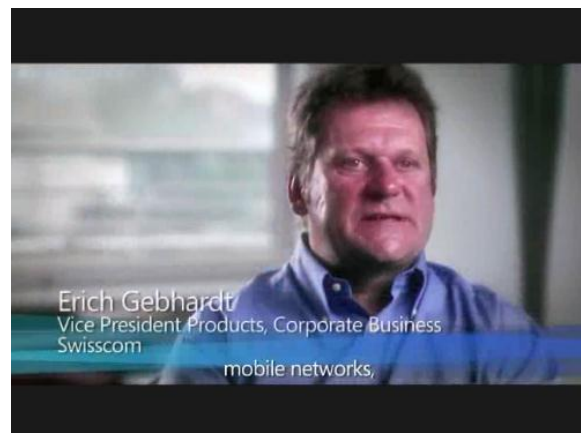 Erich Gebhardt
Vice President Products, Corporate Business
Swisscom
mobile networks,